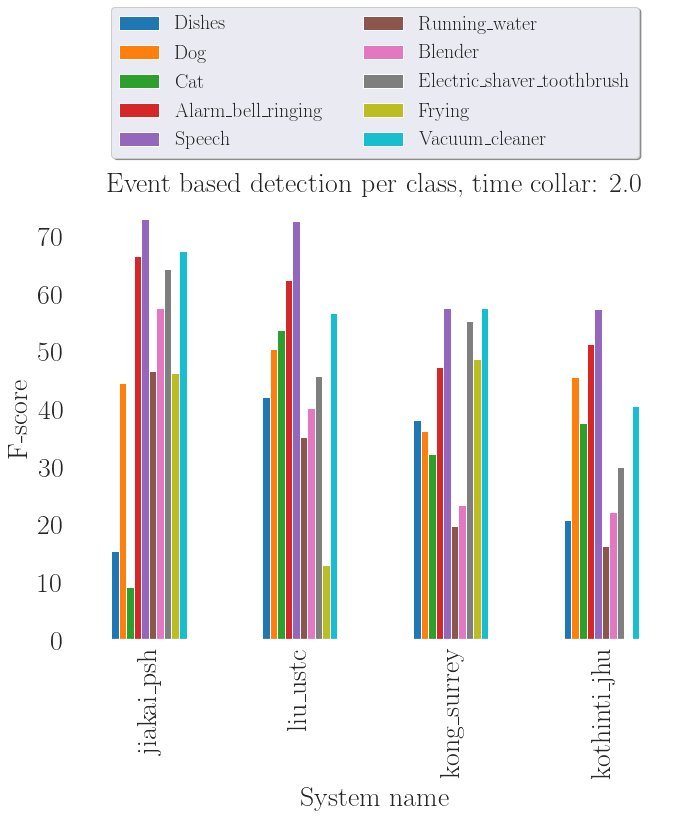 Dishes
Dog
Cat
Alarm_bell_ringing
Speech
Running_water
Blender
Electric_shaver_toothbrush
Frying
Vacuum_cleaner
Event based detection per class, time collar: 2.0
70
60
50
40
30
20
10
0
F-score
jiakai_psh
liu_ustc
kong_surrey
kothinti_jhu
System name